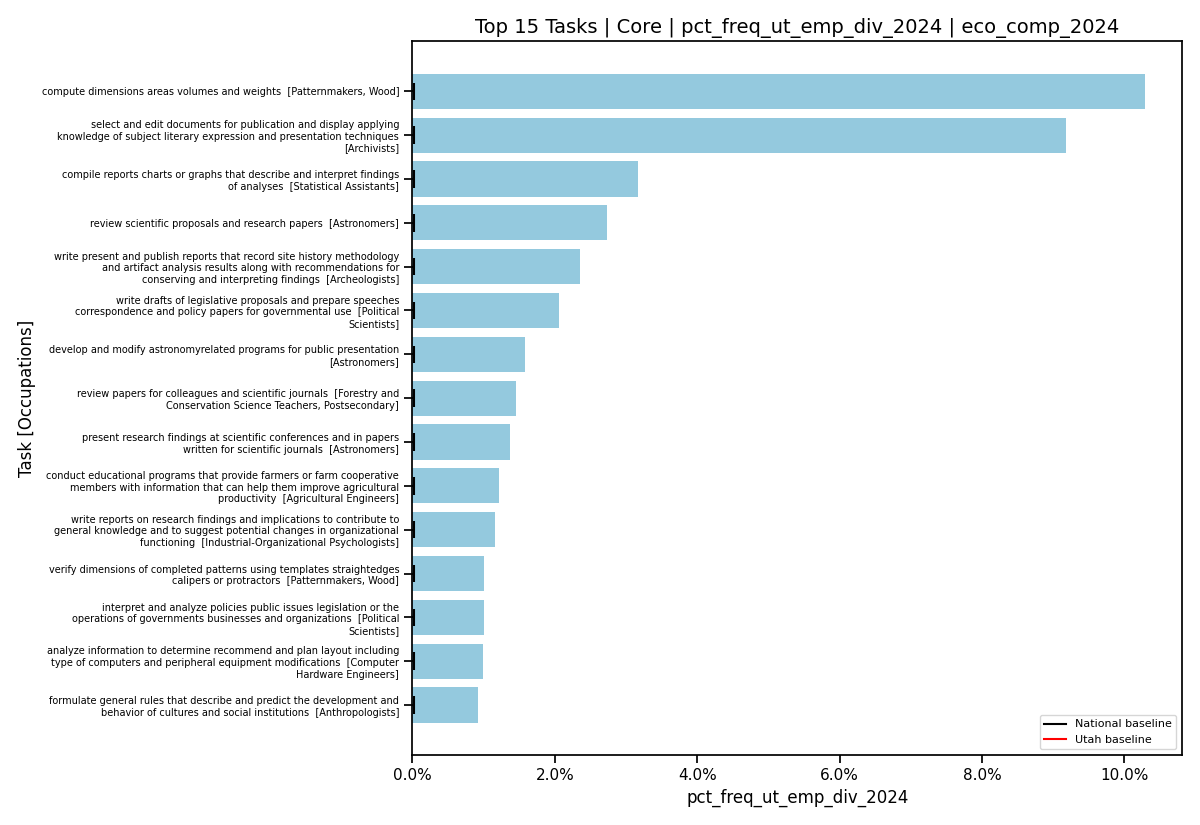 Top 15 Tasks | Core | pct_freq_ut_emp_div_2024 | eco_comp_2024
compute dimensions areas volumes and weights  [Patternmakers, Wood]
select and edit documents for publication and display applying
knowledge of subject literary expression and presentation techniques
[Archivists]
compile reports charts or graphs that describe and interpret findings
of analyses  [Statistical Assistants]
review scientific proposals and research papers  [Astronomers]
write present and publish reports that record site history methodology
and artifact analysis results along with recommendations for
conserving and interpreting findings  [Archeologists]
write drafts of legislative proposals and prepare speeches
correspondence and policy papers for governmental use  [Political
Scientists]
develop and modify astronomyrelated programs for public presentation
[Astronomers]
review papers for colleagues and scientific journals  [Forestry and
Conservation Science Teachers, Postsecondary]
present research findings at scientific conferences and in papers
written for scientific journals  [Astronomers]
conduct educational programs that provide farmers or farm cooperative
members with information that can help them improve agricultural
productivity  [Agricultural Engineers]
write reports on research findings and implications to contribute to
general knowledge and to suggest potential changes in organizational
functioning  [Industrial-Organizational Psychologists]
verify dimensions of completed patterns using templates straightedges
calipers or protractors  [Patternmakers, Wood]
interpret and analyze policies public issues legislation or the
operations of governments businesses and organizations  [Political
Scientists]
analyze information to determine recommend and plan layout including
type of computers and peripheral equipment modifications  [Computer
Hardware Engineers]
formulate general rules that describe and predict the development and
behavior of cultures and social institutions  [Anthropologists]
Task [Occupations]
National baseline
Utah baseline
0.0% 2.0% 4.0% 6.0% 8.0% 10.0%
pct_freq_ut_emp_div_2024